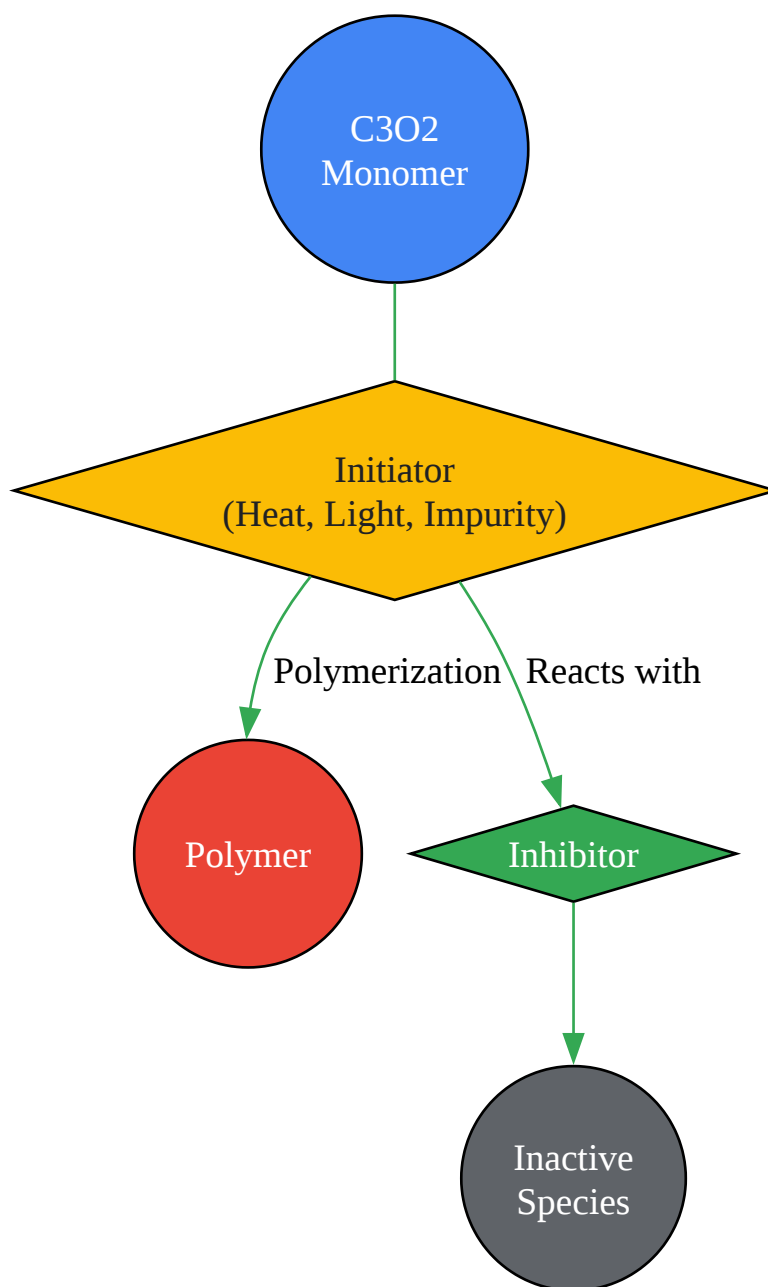 C3O2
Monomer
Initiator
(Heat, Light, Impurity)
Polymerization
Reacts with
Polymer
Inhibitor
Inactive
Species